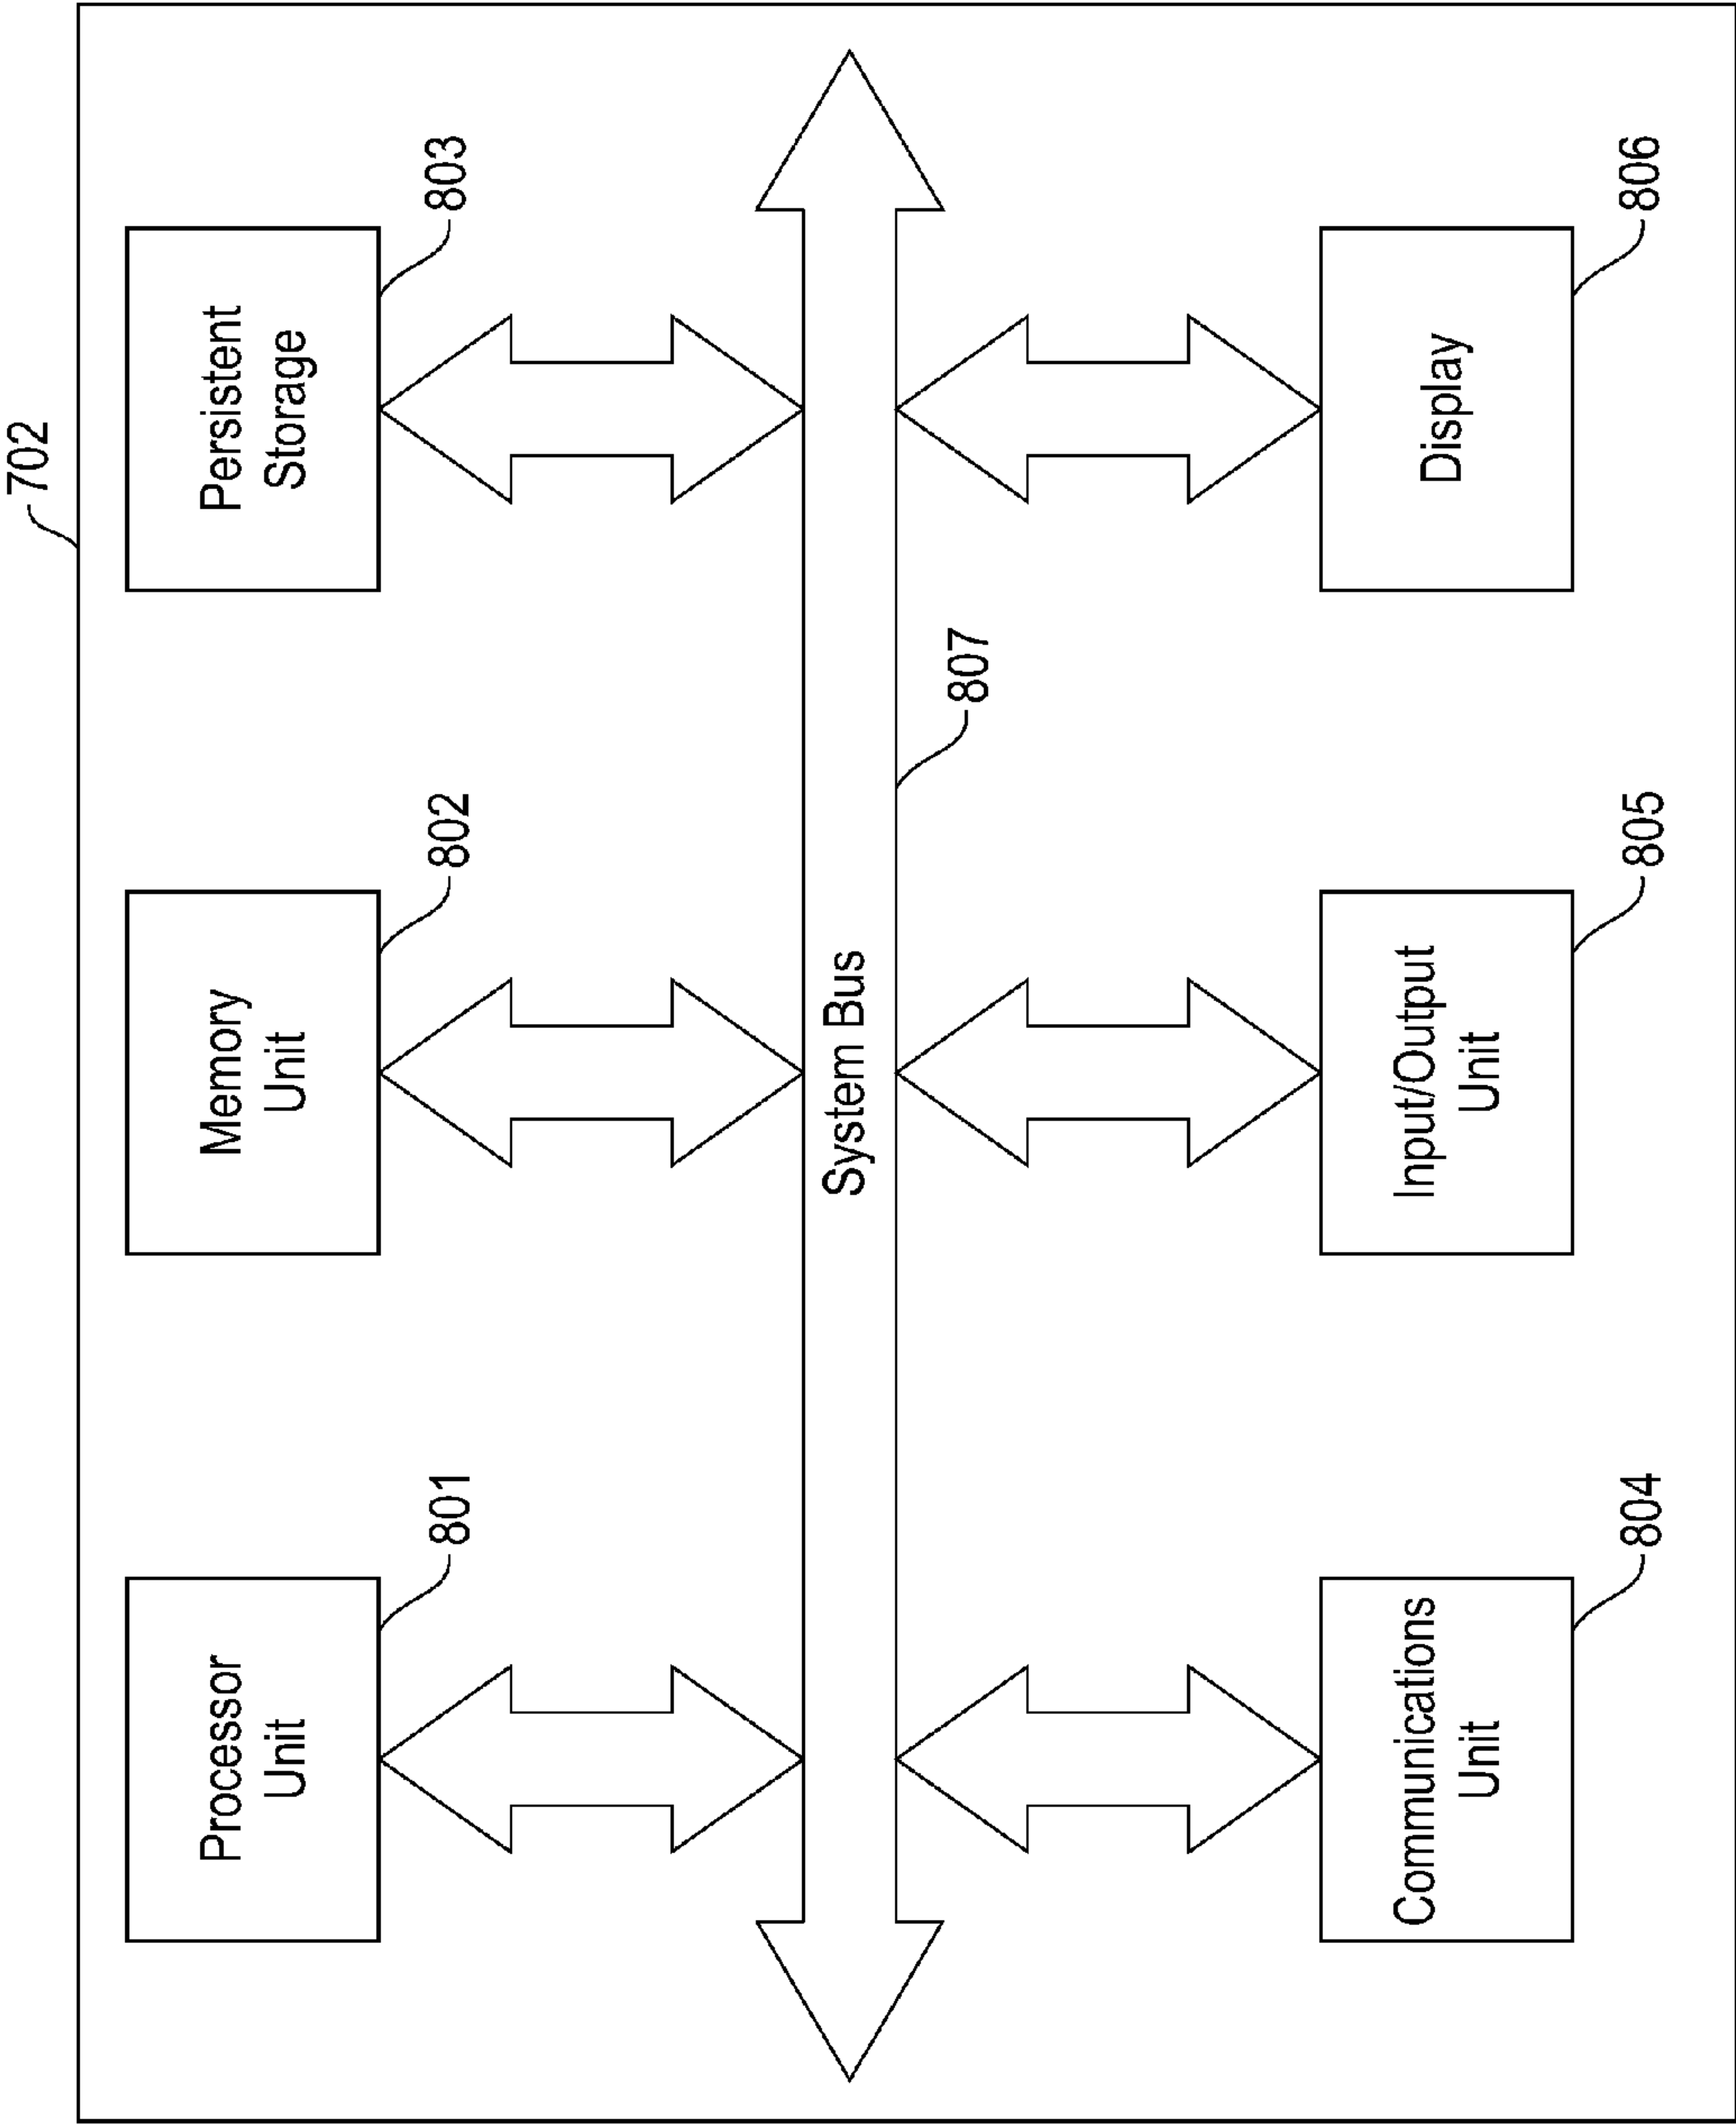 702
Processor
Unit
801
Memory
Unit
802
Persistent
Storage
803
System Bus
807
Communications
Unit
804
Input/Output
Unit
805
Display
806